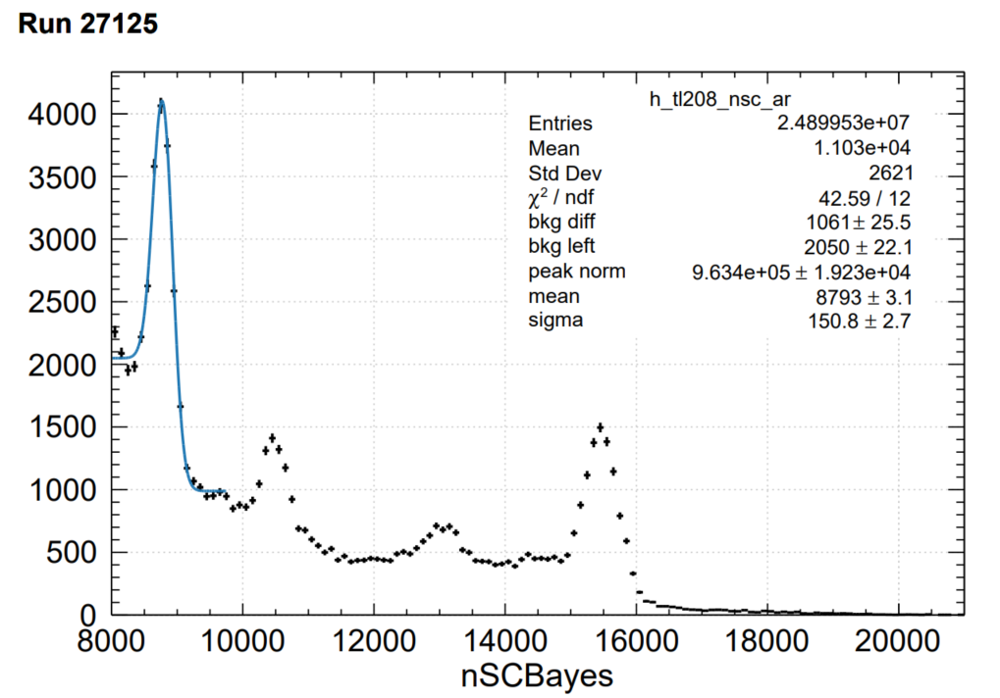 Run 27125
h_tl208_nsc_ar
Entries 2.489953e+07
Mean 1.103e+04
Std Dev 2621
χ² / ndf 42.59 / 12
bkg diff 1061 ± 25.5
bkg left 2050 ± 22.1
peak norm 9.634e+05 ± 1.923e+04
mean 8793 ± 3.1
sigma 150.8 ± 2.7
4000
3500
3000
2500
2000
1500
1000
500
0
8000 10000 12000 14000 16000 18000 20000
nSCBayes